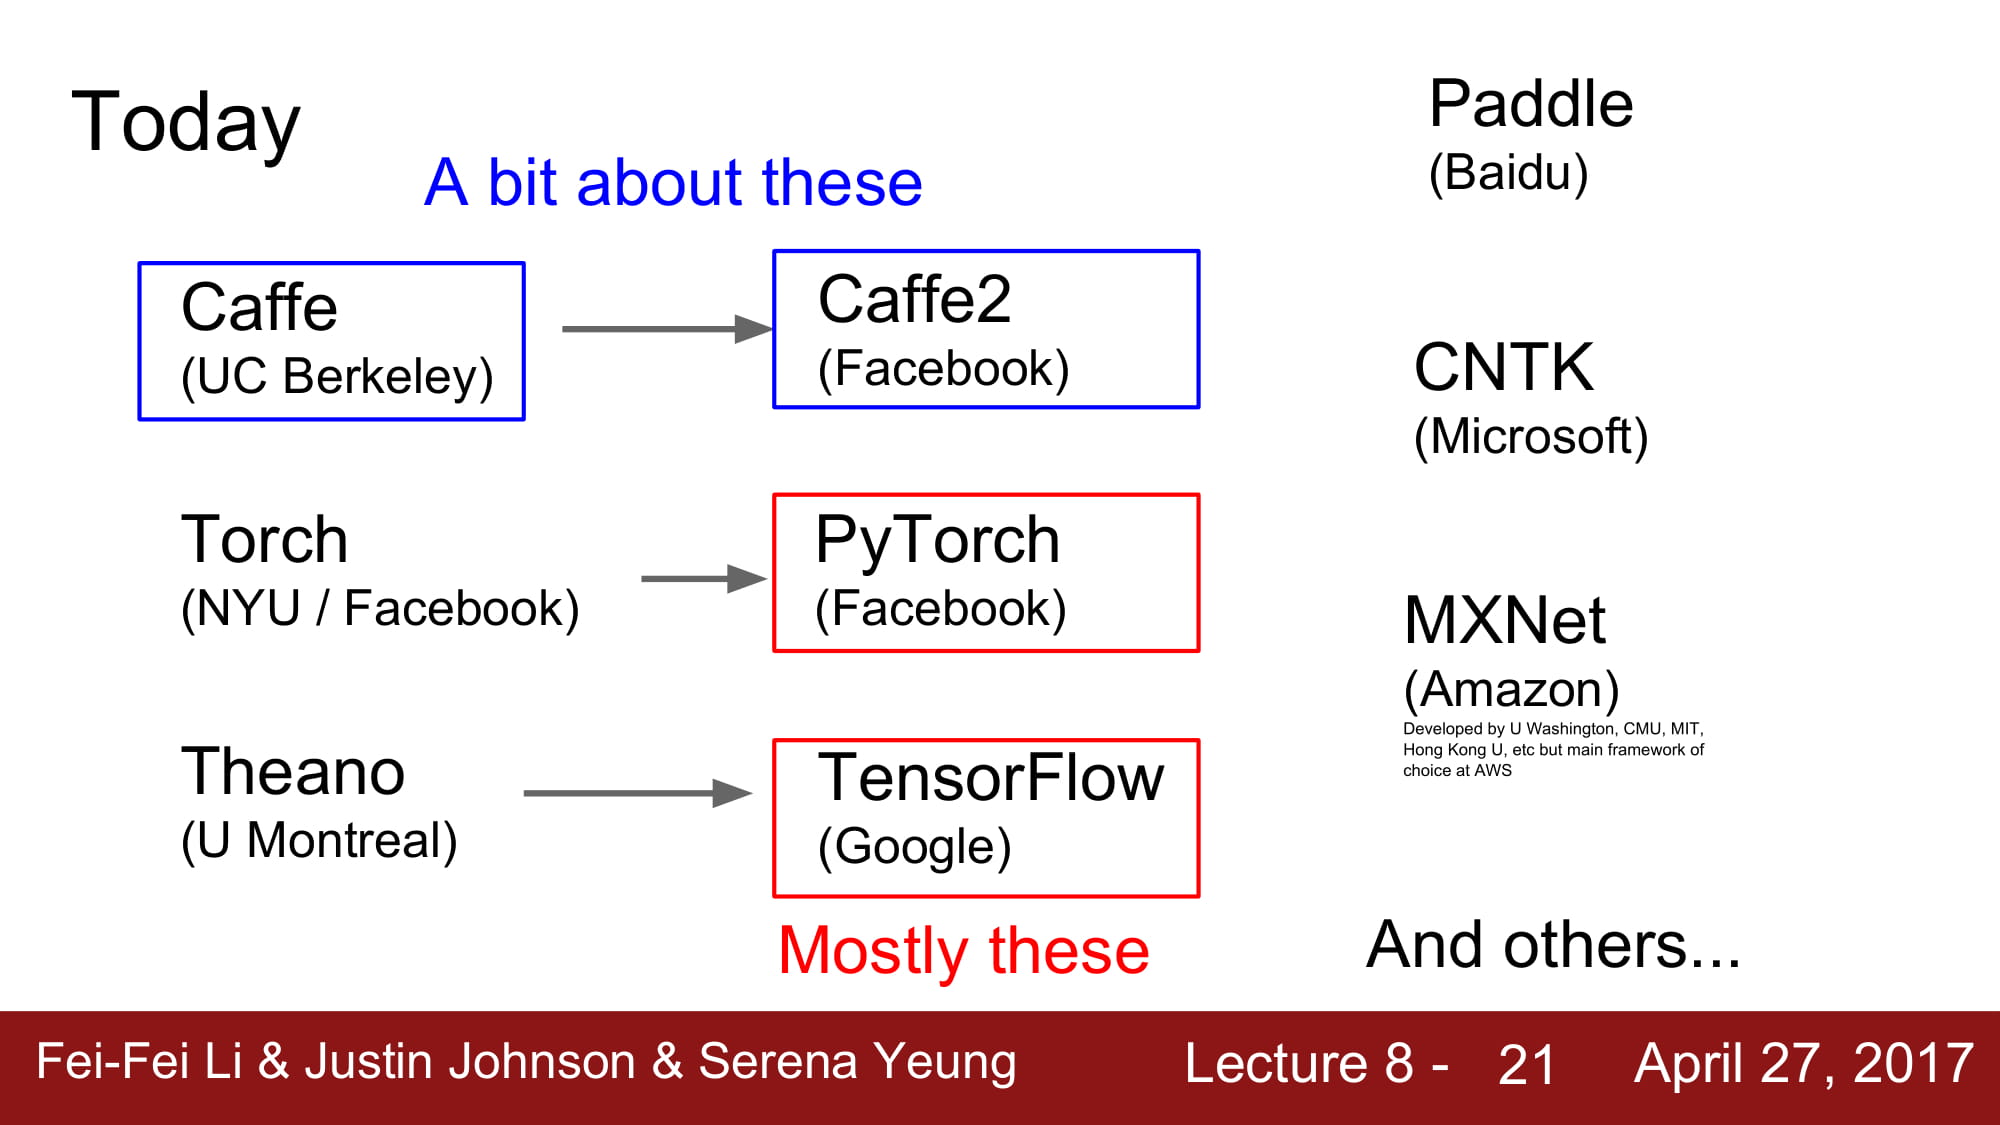 Today
A bit about these
Caffe
(UC Berkeley)
Caffe2
(Facebook)
Torch
(NYU / Facebook)
PyTorch
(Facebook)
Theano
(U Montreal)
TensorFlow
(Google)
Mostly these
Paddle
(Baidu)
CNTK
(Microsoft)
MXNet
(Amazon)
Developed by U Washington, CMU, MIT,
Hong Kong U, etc but main framework of
choice at AWS
And others...
Fei-Fei Li & Justin Johnson & Serena Yeung
Lecture 8 - 21
April 27, 2017